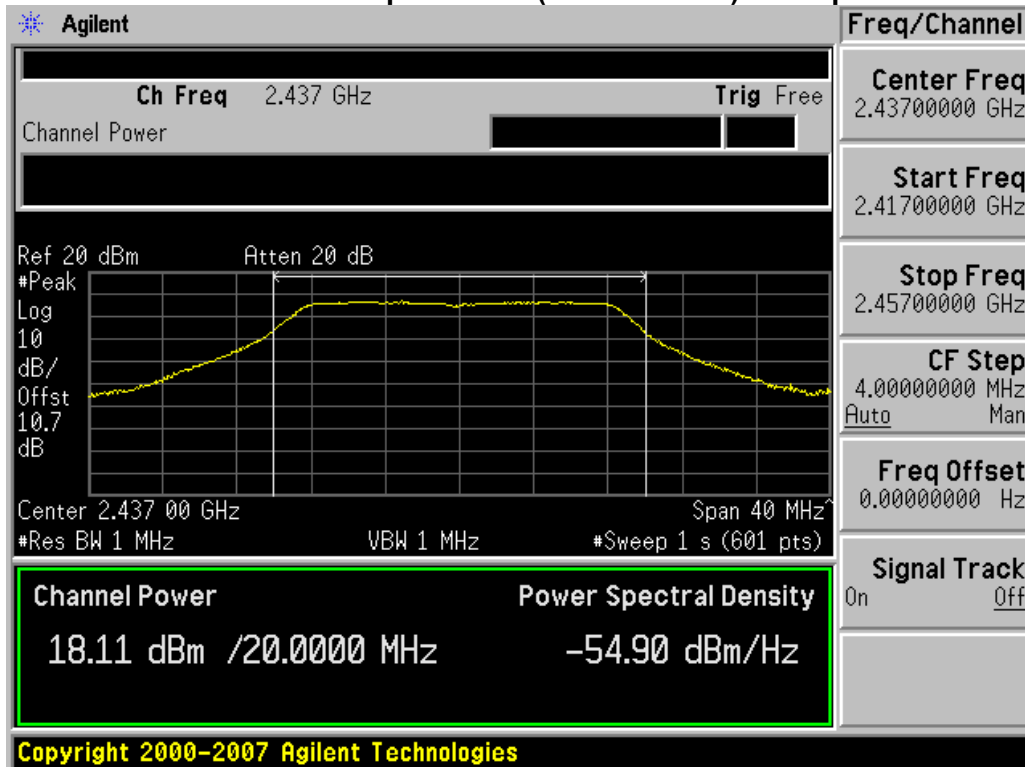 Agilent
Freq/Channel
Ch Freq 2.437 GHz Trig Free
Channel Power
Center Freq
2.43700000 GHz
Start Freq
2.41700000 GHz
Stop Freq
2.45700000 GHz
CF Step
4.00000000 MHz
Auto Man
Freq Offset
0.00000000 Hz
Signal Track
On Off
Ref 20 dBm Atten 20 dB
#Peak
Log
10
dB/
Offst
10.7
dB
Center 2.437 00 GHz Span 40 MHz^
#Res BW 1 MHz VBW 1 MHz #Sweep 1 s (601 pts)
Channel Power Power Spectral Density
18.11 dBm /20.0000 MHz -54.90 dBm/Hz
Copyright 2000-2007 Agilent Technologies